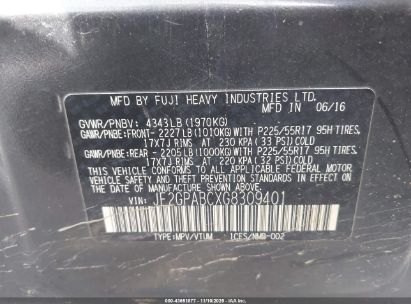 MFD BY FUJI HEAVY INDUSTRIES LTD. 06/16
GVWR/PNBV: 4343LB(1970KG)
GAWR/PNBE:FRONT- 2227LB(1010KG)WITH P225/55R17 95H TIRES,
17X7J RIMS, AT 230 KPA(33 PSI)COLD
GAWR/PNBE:REAR - 2205LB(1000KG)WITH P225/55R17 95H TIRES,
17X7J RIMS, AT 220 KPA(32 PSI)COLD
THIS VEHICLE CONFORMS TO ALL APPLICABLE
FEDERAL MOTOR VEHICLE SAFETY, BUMPER, AND
THEFT PREVENTION STANDARDS IN EFFECT ON THE
DATE OF MANUFACTURE SHOWN ABOVE.
VIN: JF2GPABCXG8309401
TYPE:MPV/VTUM ICES/NMB-002